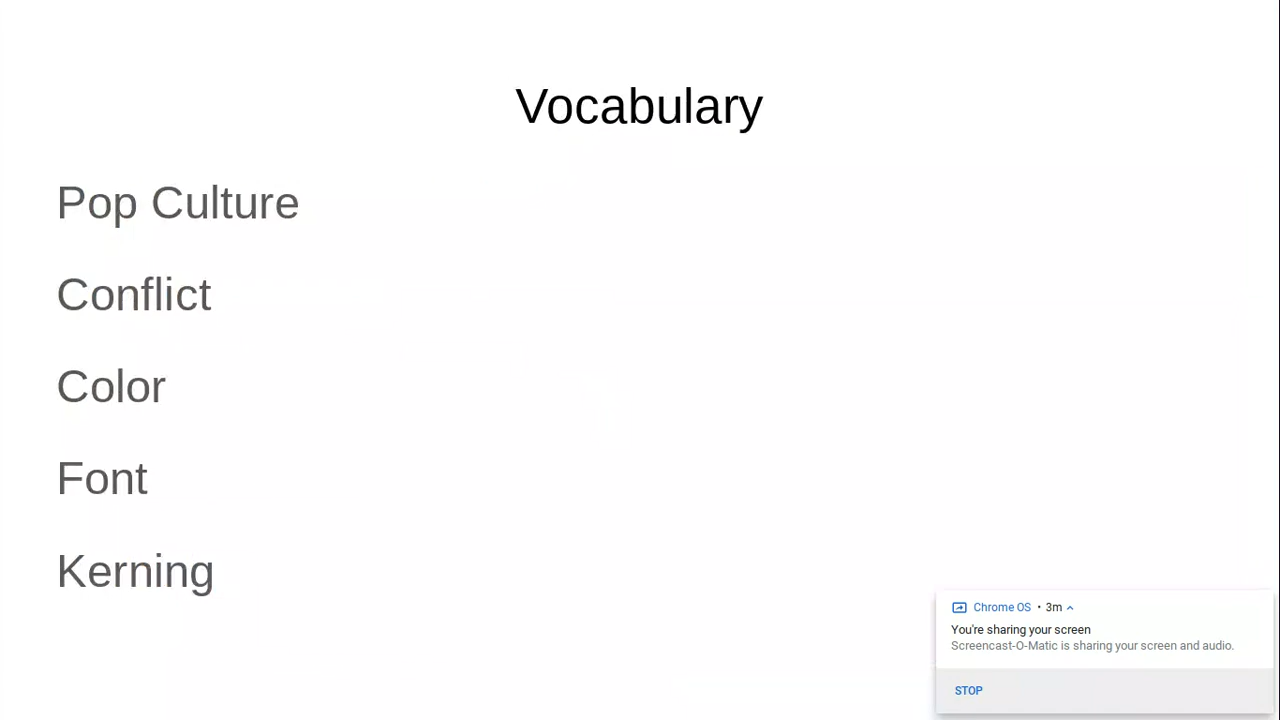 Vocabulary
Pop Culture
Conflict
Color
Font
Kerning
Chrome OS • 3m
You're sharing your screen
Screencast-O-Matic is sharing your screen and audio.
STOP